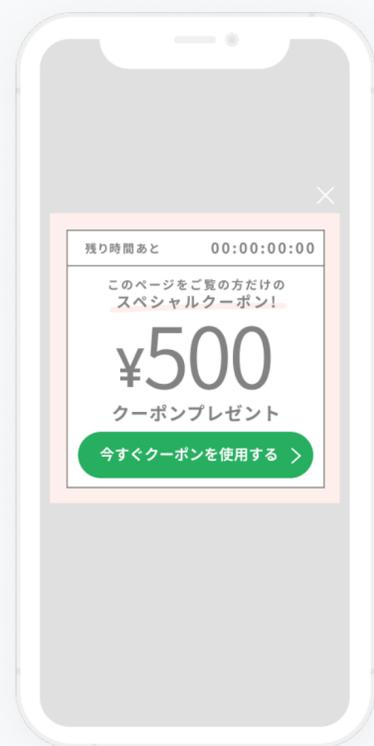 残り時間あと 00:00:00:00
このページをご覧の方だけの
スペシャルクーポン!
¥500
クーポンプレゼント
今すぐクーポンを使用する